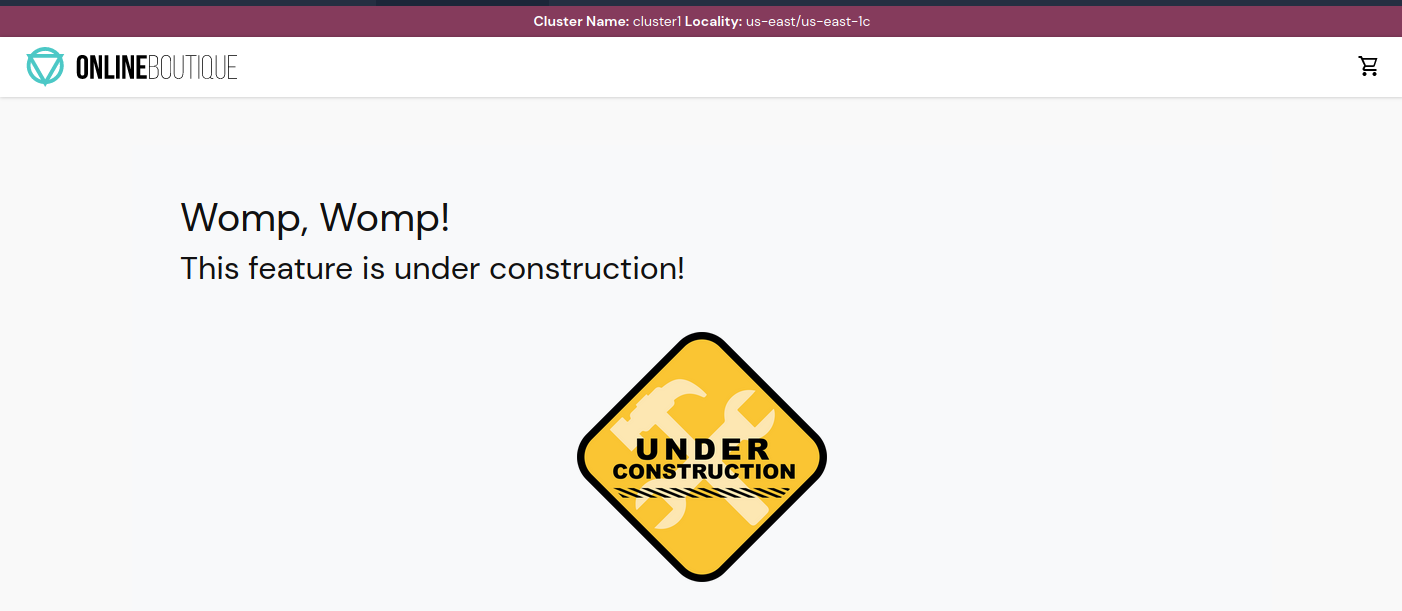 Cluster Name: cluster1 Locality: us-east/us-east-1c
ONLINEBOUTIQUE
Womp, Womp!
This feature is under construction!
UNDER
CONSTRUCTION